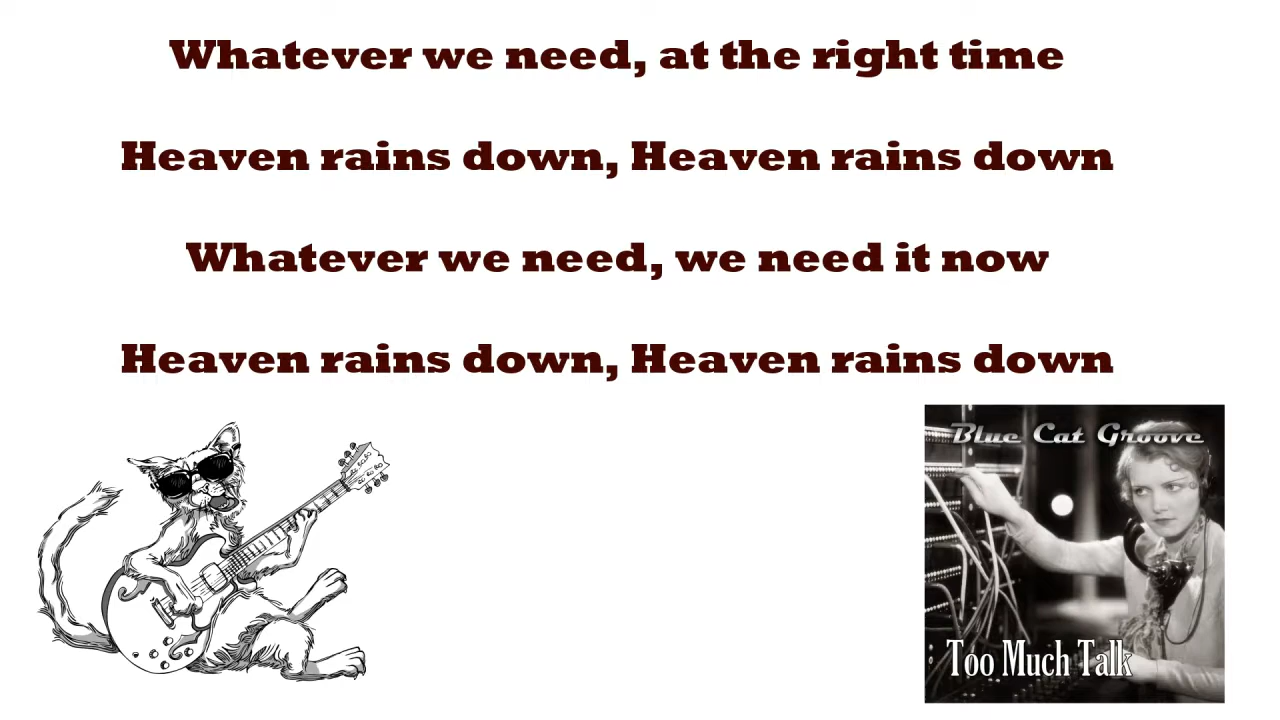 Whatever we need, at the right time
Heaven rains down, Heaven rains down
Whatever we need, we need it now
Heaven rains down, Heaven rains down
Blue Cat Groove
Too Much Talk